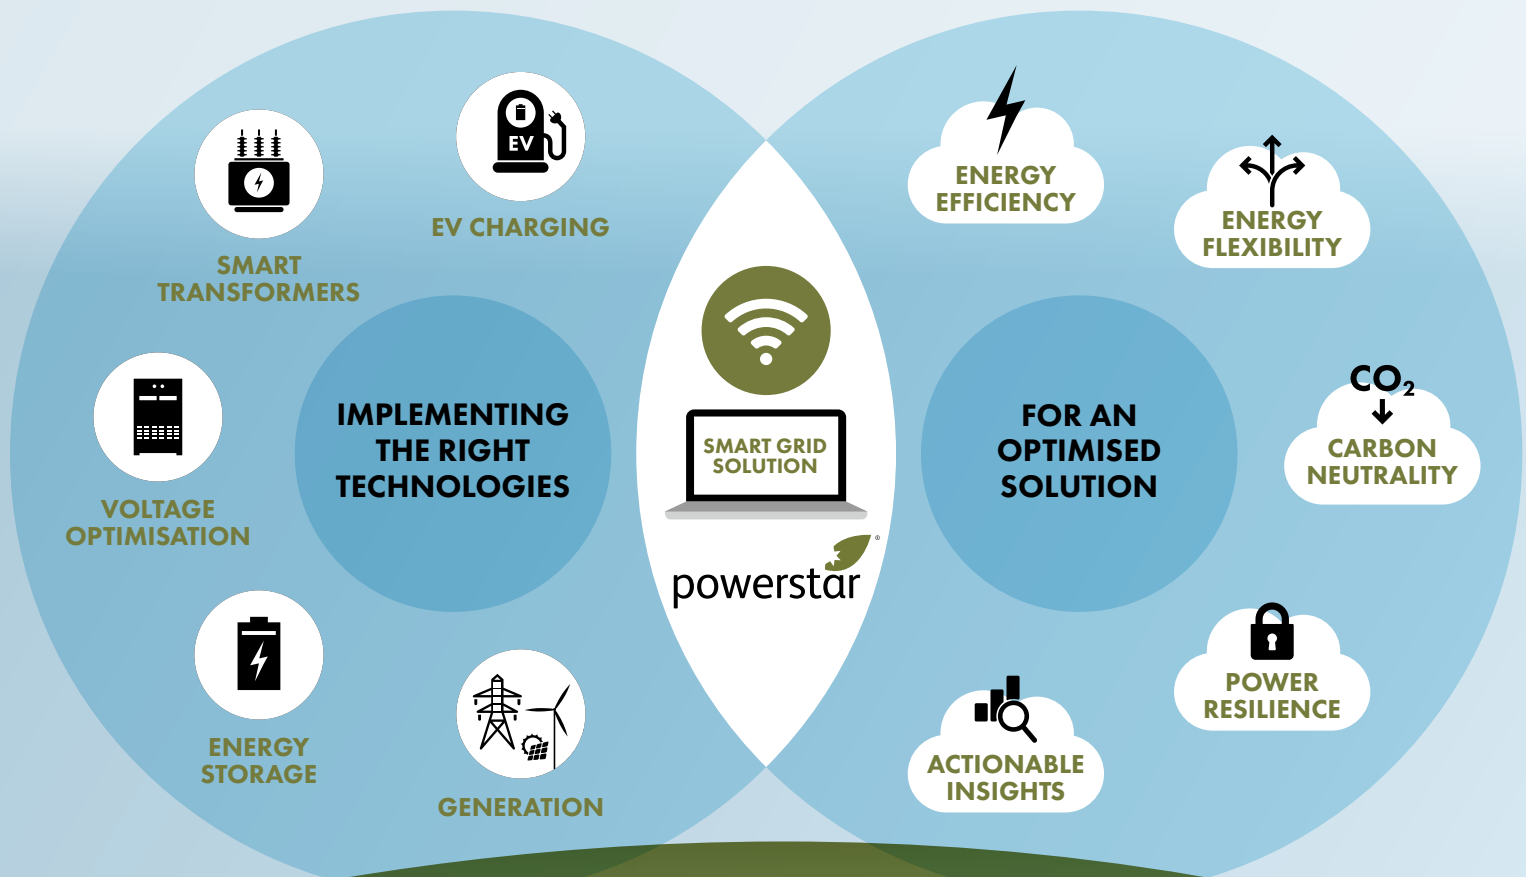 EV
EV CHARGING
SMART
TRANSFORMERS
VOLTAGE
OPTIMISATION
ENERGY
STORAGE
GENERATION
IMPLEMENTING
THE RIGHT
TECHNOLOGIES
SMART GRID
SOLUTION
powerstar
®
FOR AN
OPTIMISED
SOLUTION
ENERGY
EFFICIENCY
ENERGY
FLEXIBILITY
CO₂
CARBON
NEUTRALITY
POWER
RESILIENCE
ACTIONABLE
INSIGHTS